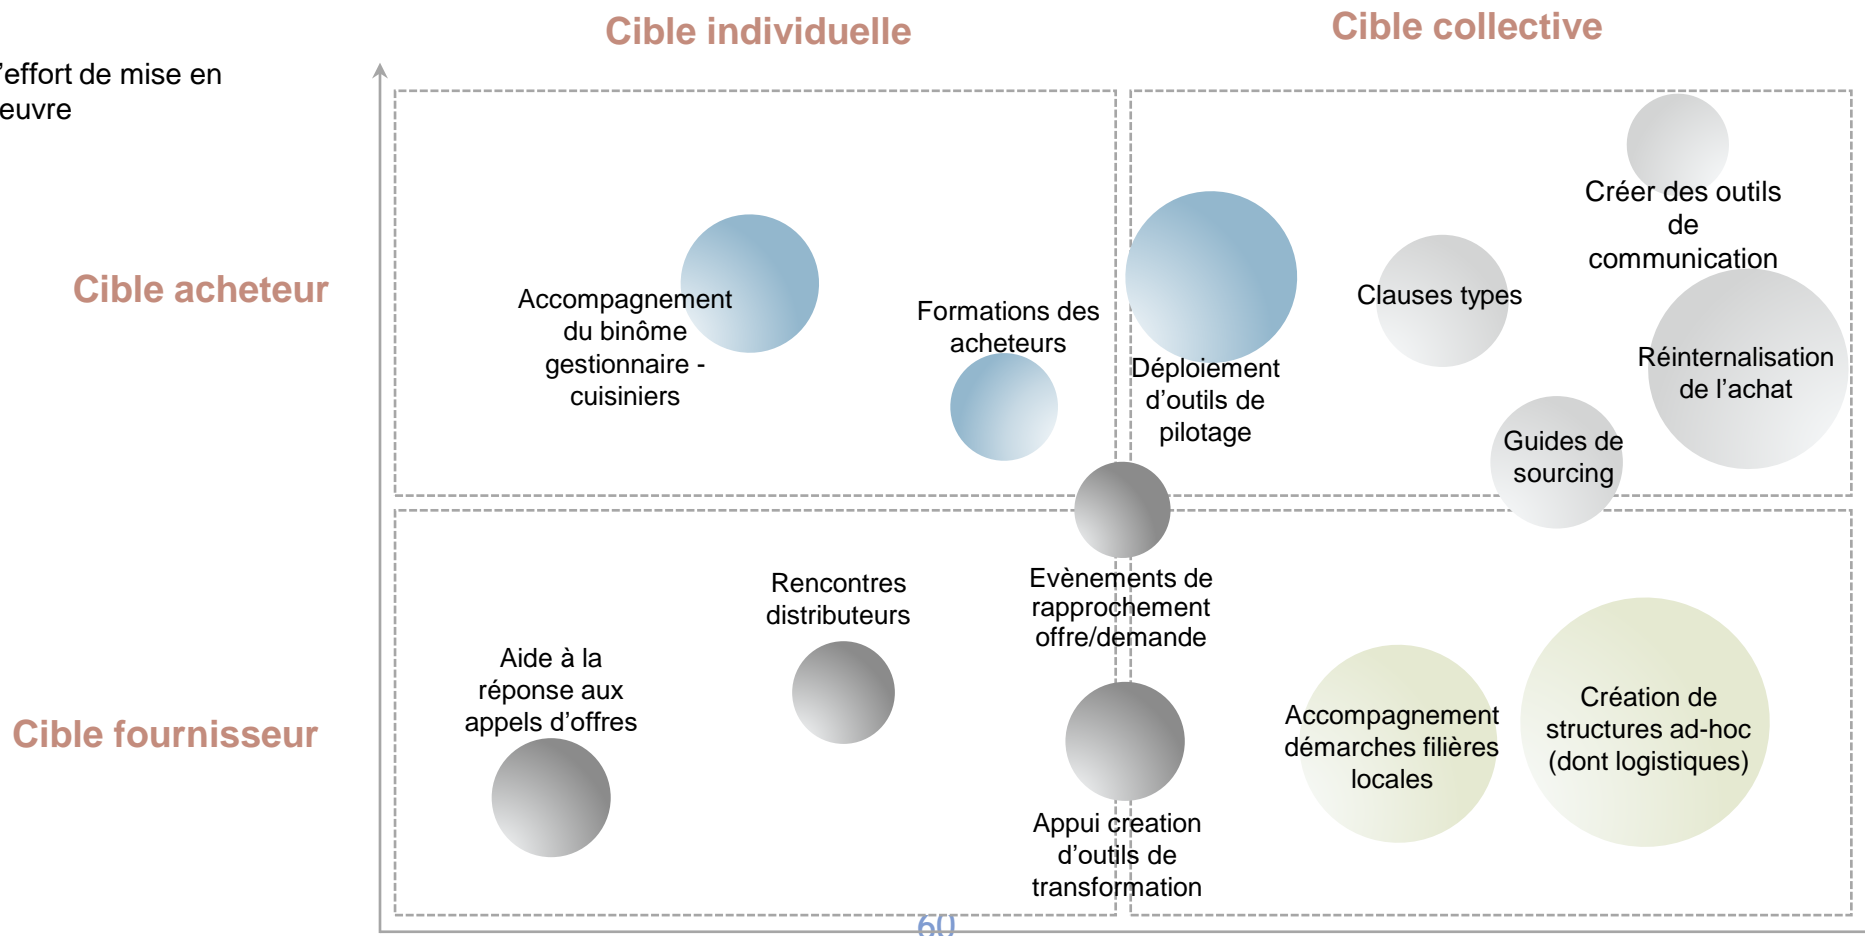 Cible individuelle
Cible collective
'effort de mise en
euvre
Cible acheteur
Créer des outils
de
communication
Accompagnement
du binôme
gestionnaire -
cuisiniers
Formations des
acheteurs
Déploiement
d'outils de
pilotage
Clauses types
Réinternalisation
de l'achat
Guides de
sourcing
Cible fournisseur
Rencontres
distributeurs
Evènements de
rapprochement
offre/demande
Aide à la
réponse aux
appels d'offres
Accompagnement
démarches filières
locales
Création de
structures ad-hoc
(dont logistiques)
Appui creation
d'outils de
transformation
60